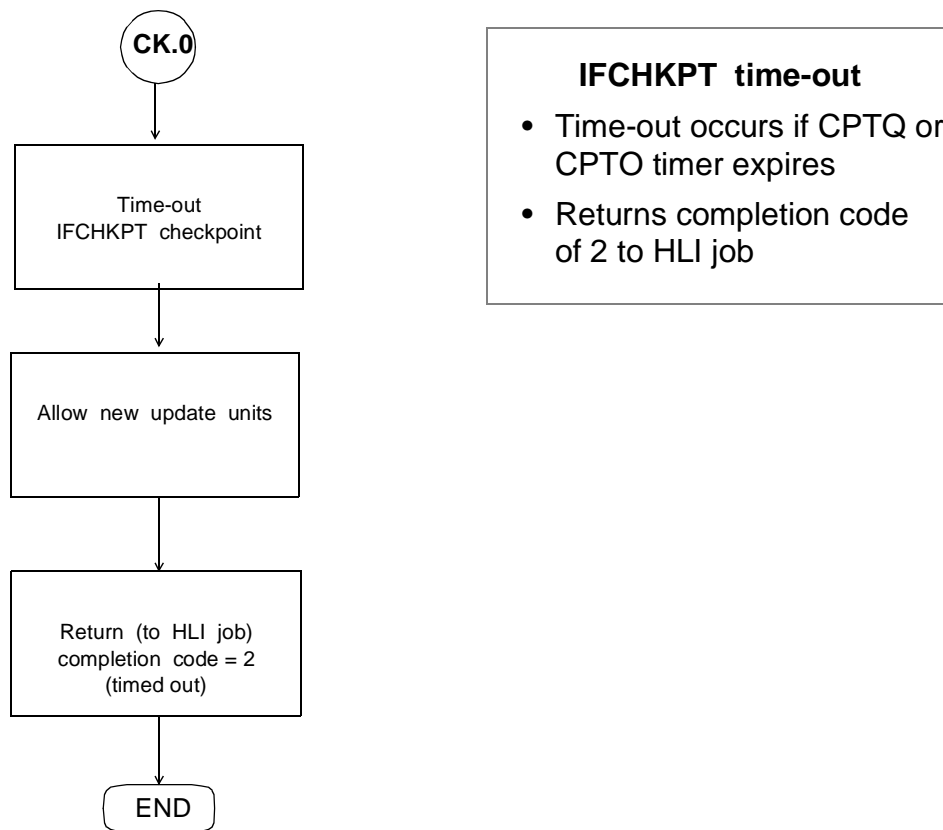 CK.0
Time-out
IFCHKPT checkpoint
Allow new update units
Return (to HLI job)
completion code = 2
(timed out)
END
IFCHKPT time-out
• Time-out occurs if CPTQ or
CPTO timer expires
• Returns completion code
of 2 to HLI job